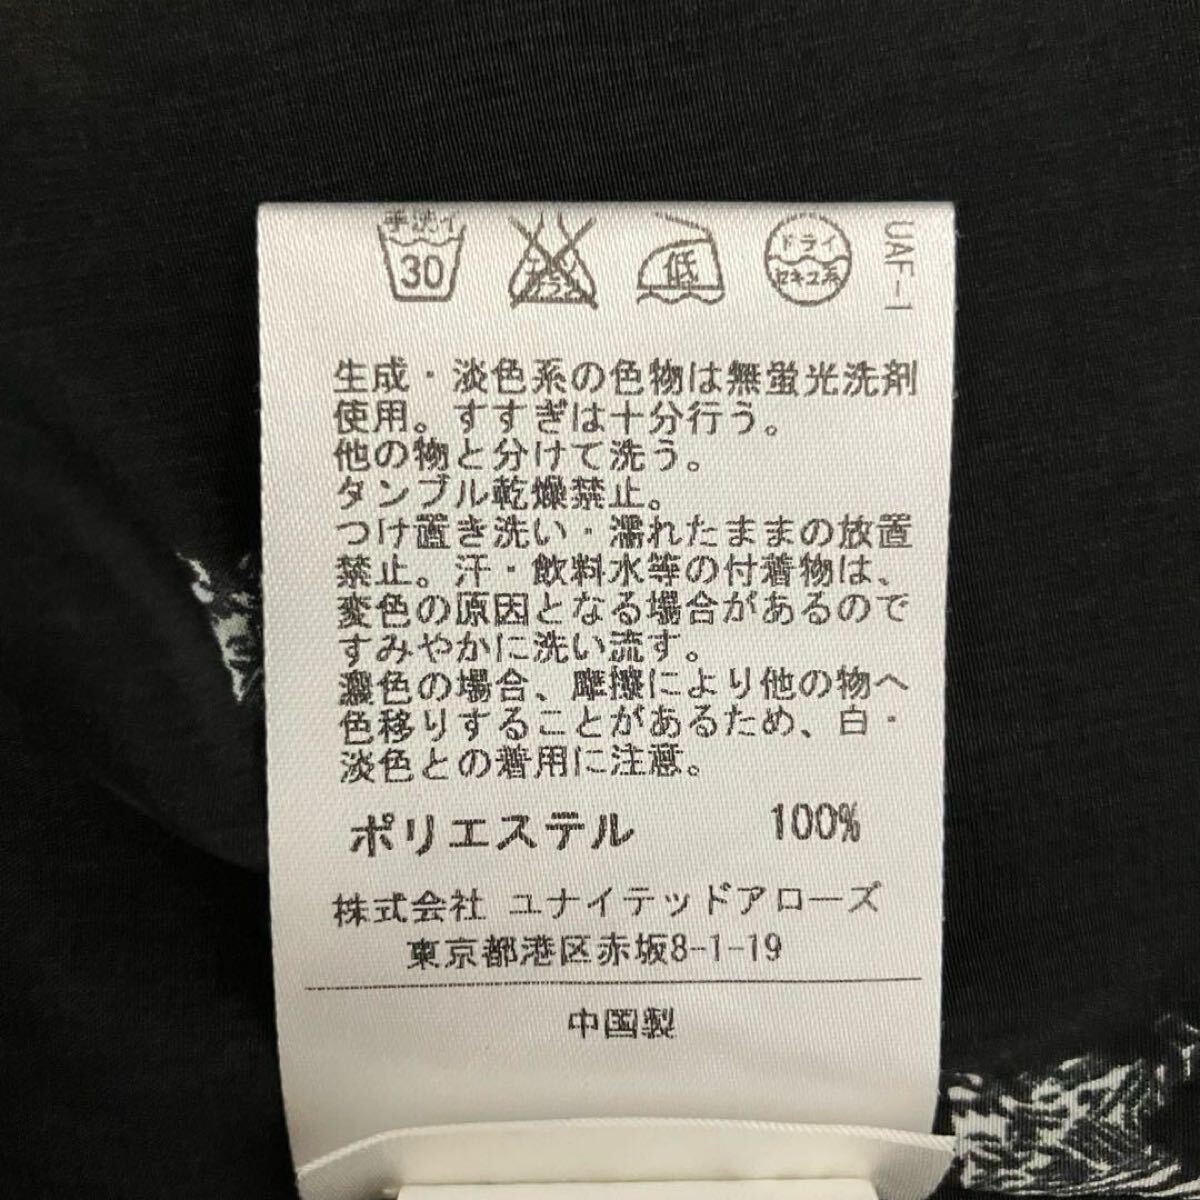 手洗イ 30 エンソサラシ 低 ドライ セキユ系 UAF-1
生成・淡色系の色物は無蛍光洗剤
使用。すすぎは十分行う。
他の物と分けて洗う。
タンブル乾燥禁止。
つけ置き洗い・濡れたままの放置
禁止。汗・飲料水等の付着物は、
変色の原因となる場合があるので
すみやかに洗い流す。
濃色の場合、摩擦により他の物へ
色移りすることがあるため、白・
淡色との着用に注意。
ポリエステル 100%
株式会社 ユナイテッドアローズ
東京都港区赤坂8-1-19
中国製